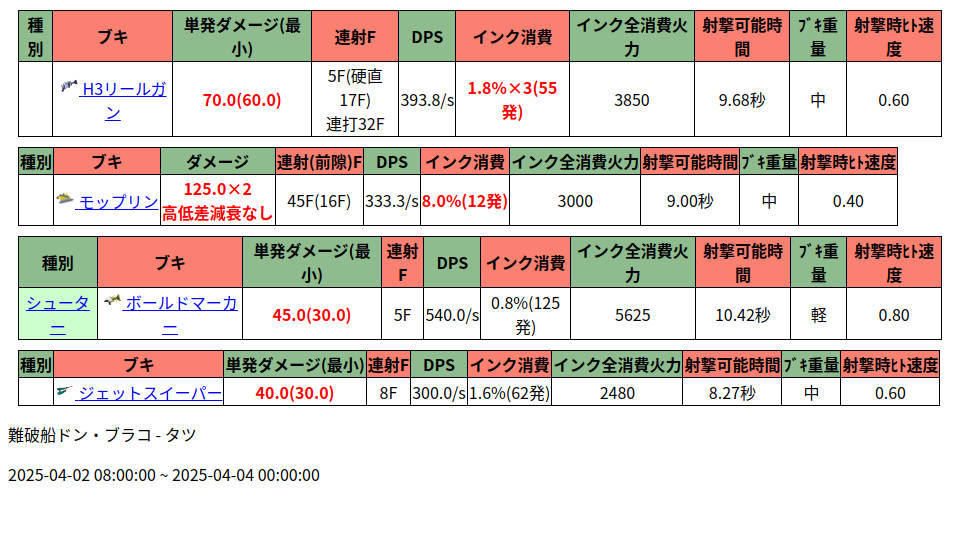 種別 ブキ 単発ダメージ(最小) 連射F DPS インク消費 インク全消費火力 射撃可能時間 ﾌﾞｷ重量 射撃時ﾋﾄ速度
H3リールガン 70.0(60.0) 5F(硬直17F) 連打32F 393.8/s 1.8%×3(55発) 3850 9.68秒 中 0.60
種別 ブキ ダメージ 連射(前隙)F DPS インク消費 インク全消費火力 射撃可能時間 ﾌﾞｷ重量 射撃時ﾋﾄ速度
モップリン 125.0×2 高低差減衰なし 45F(16F) 333.3/s 8.0%(12発) 3000 9.00秒 中 0.40
種別 ブキ 単発ダメージ(最小) 連射F DPS インク消費 インク全消費火力 射撃可能時間 ﾌﾞｷ重量 射撃時ﾋﾄ速度
シューター ボールドマーカー 45.0(30.0) 5F 540.0/s 0.8%(125発) 5625 10.42秒 軽 0.80
種別 ブキ 単発ダメージ(最小) 連射F DPS インク消費 インク全消費火力 射撃可能時間 ﾌﾞｷ重量 射撃時ﾋﾄ速度
ジェットスイーパー 40.0(30.0) 8F 300.0/s 1.6%(62発) 2480 8.27秒 中 0.60
難破船ドン・ブラコ - タツ
2025-04-02 08:00:00 ~ 2025-04-04 00:00:00